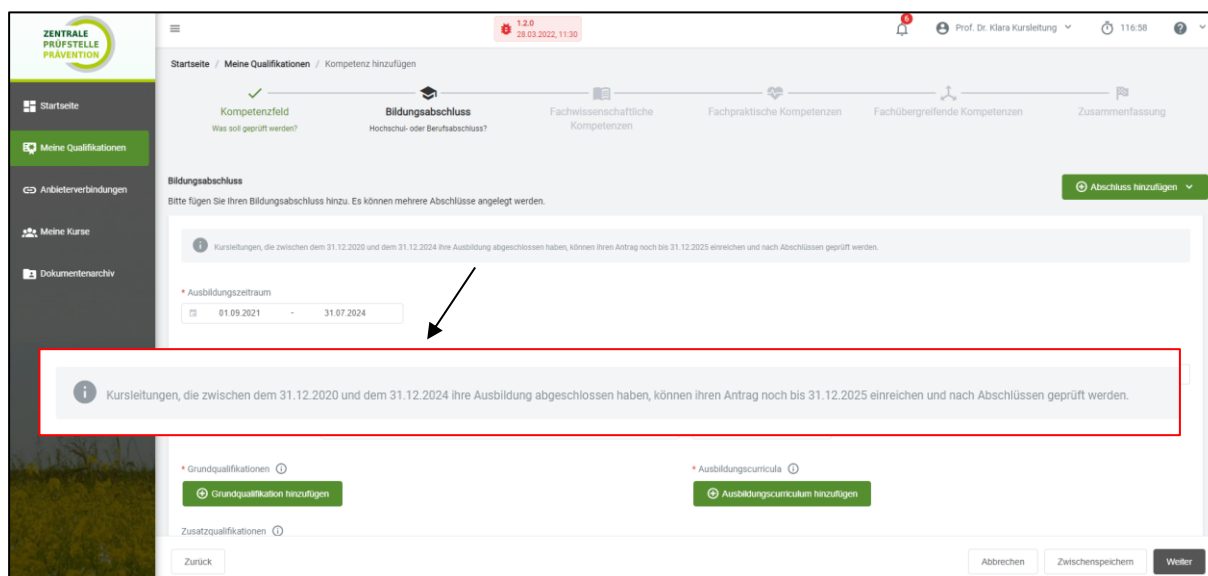 ZENTRALE
PRÜFSTELLE
PRÄVENTION
1.2.0
28.03.2022, 11:30
6
Prof. Dr. Klara Kursleitung
116:58
Startseite / Meine Qualifikationen / Kompetenz hinzufügen
Startseite
Meine Qualifikationen
Anbieterverbindungen
Meine Kurse
Dokumentenarchiv
Kompetenzfeld
Was soll geprüft werden?
Bildungsabschluss
Hochschul- oder Berufsabschluss?
Fachwissenschaftliche
Kompetenzen
Fachpraktische Kompetenzen
Fachübergreifende Kompetenzen
Zusammenfassung
Bildungsabschluss
Bitte fügen Sie Ihren Bildungsabschluss hinzu. Es können mehrere Abschlüsse angelegt werden.
Abschluss hinzufügen
Kursleitungen, die zwischen dem 31.12.2020 und dem 31.12.2024 ihre Ausbildung abgeschlossen haben, können ihren Antrag noch bis 31.12.2025 einreichen und nach Abschlüssen geprüft werden.
* Ausbildungszeitraum
01.09.2021 - 31.07.2024
Kursleitungen, die zwischen dem 31.12.2020 und dem 31.12.2024 ihre Ausbildung abgeschlossen haben, können ihren Antrag noch bis 31.12.2025 einreichen und nach Abschlüssen geprüft werden.
* Grundqualifikationen
Grundqualifikation hinzufügen
* Ausbildungscurricula
Ausbildungscurriculum hinzufügen
Zusatzqualifikationen
Zurück
Abbrechen
Zwischenspeichern
Weiter